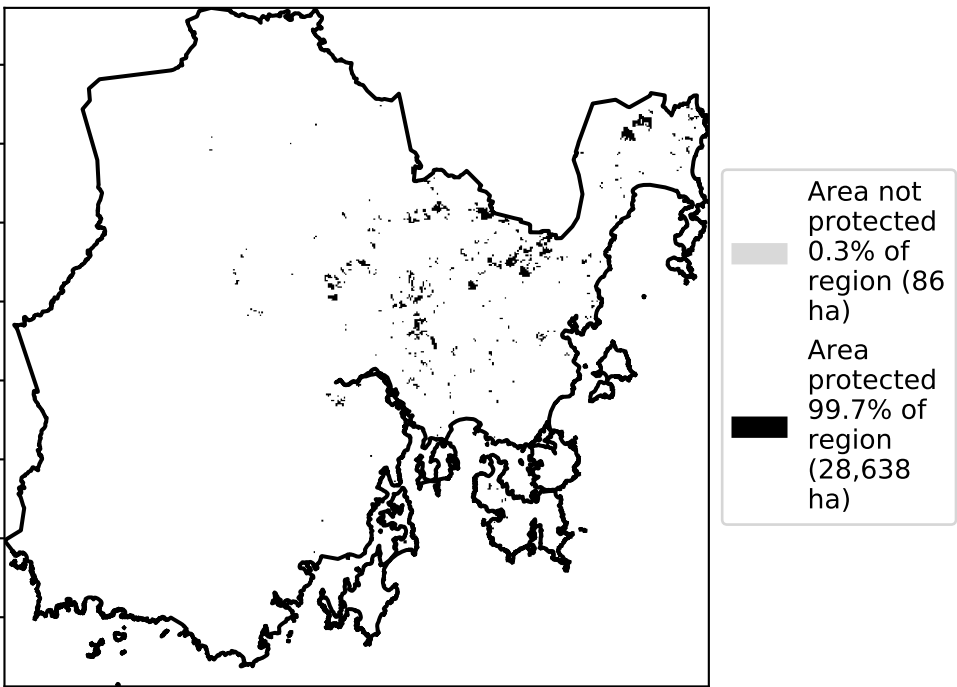 Area not
protected
0.3% of
region (86
ha)
Area
protected
99.7% of
region
(28,638
ha)